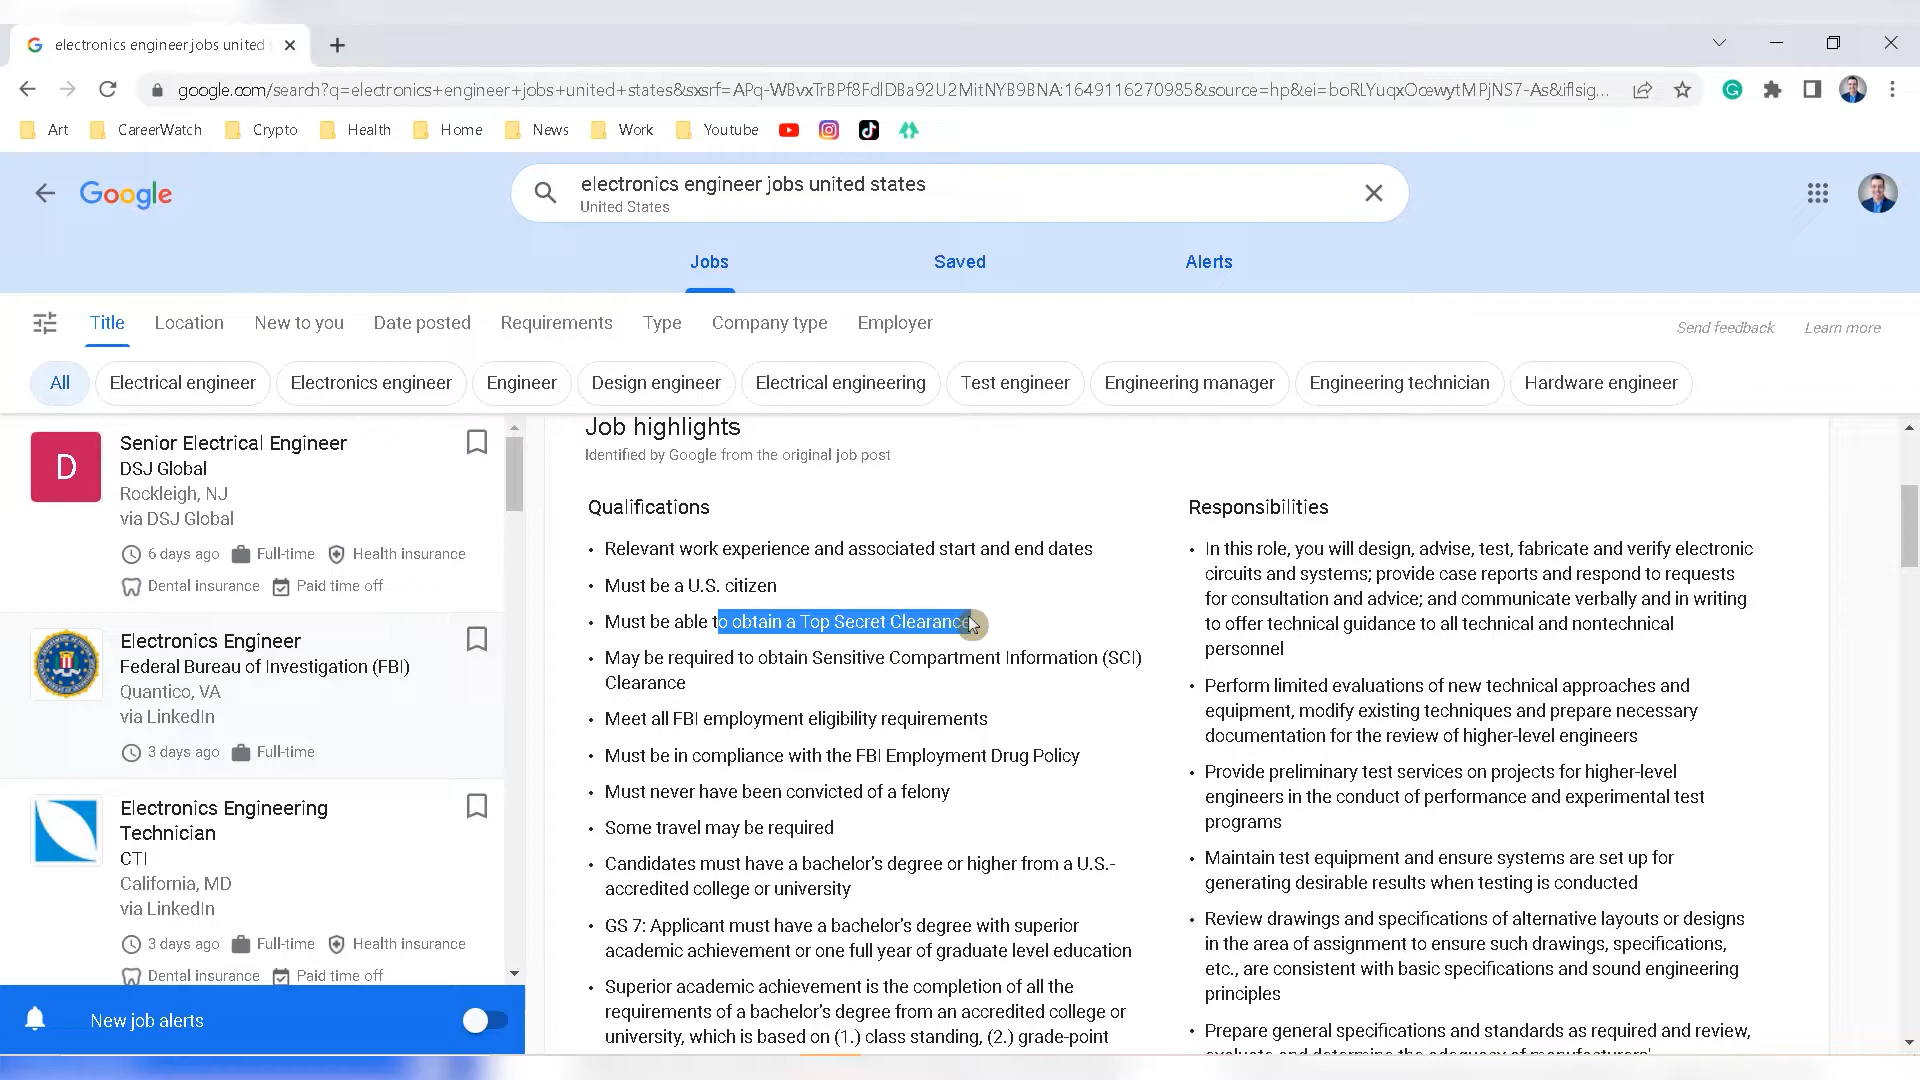 electronics engineer jobs united s
google.com/search?q=electronics+engineer+jobs+united+states&sxsrf=APq-WBvxTrBPf8FdIDBa92U2MitNYB9BNA:1649116270985&source=hp&ei=boRLYuqxOcewytMPjNS7-As&iflsig...
Art CareerWatch Crypto Health Home News Work Youtube
Google
electronics engineer jobs united states
United States
Jobs Saved Alerts
Title Location New to you Date posted Requirements Type Company type Employer
Send feedback Learn more
All Electrical engineer Electronics engineer Engineer Design engineer Electrical engineering Test engineer Engineering manager Engineering technician Hardware engineer
D
Senior Electrical Engineer
DSJ Global
Rockleigh, NJ
via DSJ Global
6 days ago Full-time Health insurance
Dental insurance Paid time off
Electronics Engineer
Federal Bureau of Investigation (FBI)
Quantico, VA
via LinkedIn
3 days ago Full-time
Electronics Engineering
Technician
CTI
California, MD
via LinkedIn
3 days ago Full-time Health insurance
Dental insurance Paid time off
New job alerts
Job highlights
Identified by Google from the original job post
Qualifications
• Relevant work experience and associated start and end dates
• Must be a U.S. citizen
• Must be able to obtain a Top Secret Clearance
• May be required to obtain Sensitive Compartment Information (SCI)
Clearance
• Meet all FBI employment eligibility requirements
• Must be in compliance with the FBI Employment Drug Policy
• Must never have been convicted of a felony
• Some travel may be required
• Candidates must have a bachelor's degree or higher from a U.S.-
accredited college or university
• GS 7: Applicant must have a bachelor's degree with superior
academic achievement or one full year of graduate level education
• Superior academic achievement is the completion of all the
requirements of a bachelor's degree from an accredited college or
university, which is based on (1.) class standing, (2.) grade-point
Responsibilities
• In this role, you will design, advise, test, fabricate and verify electronic
circuits and systems; provide case reports and respond to requests
for consultation and advice; and communicate verbally and in writing
to offer technical guidance to all technical and nontechnical
personnel
• Perform limited evaluations of new technical approaches and
equipment, modify existing techniques and prepare necessary
documentation for the review of higher-level engineers
• Provide preliminary test services on projects for higher-level
engineers in the conduct of performance and experimental test
programs
• Maintain test equipment and ensure systems are set up for
generating desirable results when testing is conducted
• Review drawings and specifications of alternative layouts or designs
in the area of assignment to ensure such drawings, specifications,
etc., are consistent with basic specifications and sound engineering
principles
• Prepare general specifications and standards as required and review,
evaluate and determine the adequacy of manufacturers'